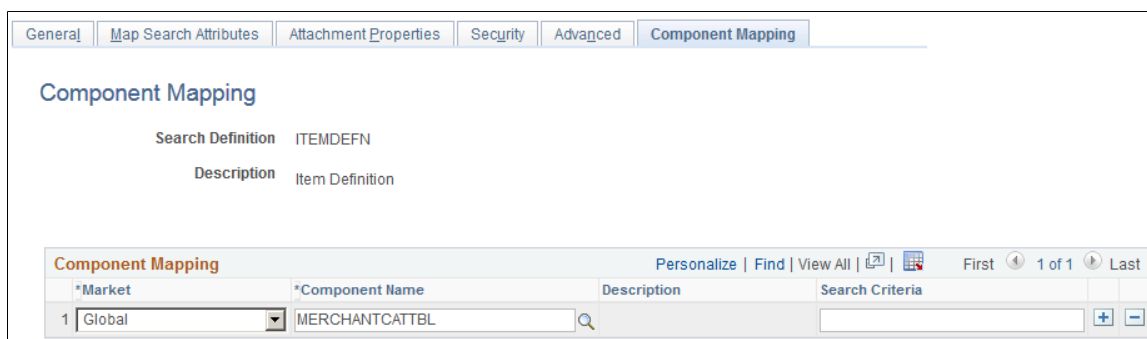 General Map Search Attributes Attachment Properties Security Advanced Component Mapping
Component Mapping
Search Definition ITEMDEFN
Description Item Definition
Component Mapping Personalize | Find | View All | | First 1 of 1 Last
*Market *Component Name Description Search Criteria
1 Global MERCHANTCATTBL